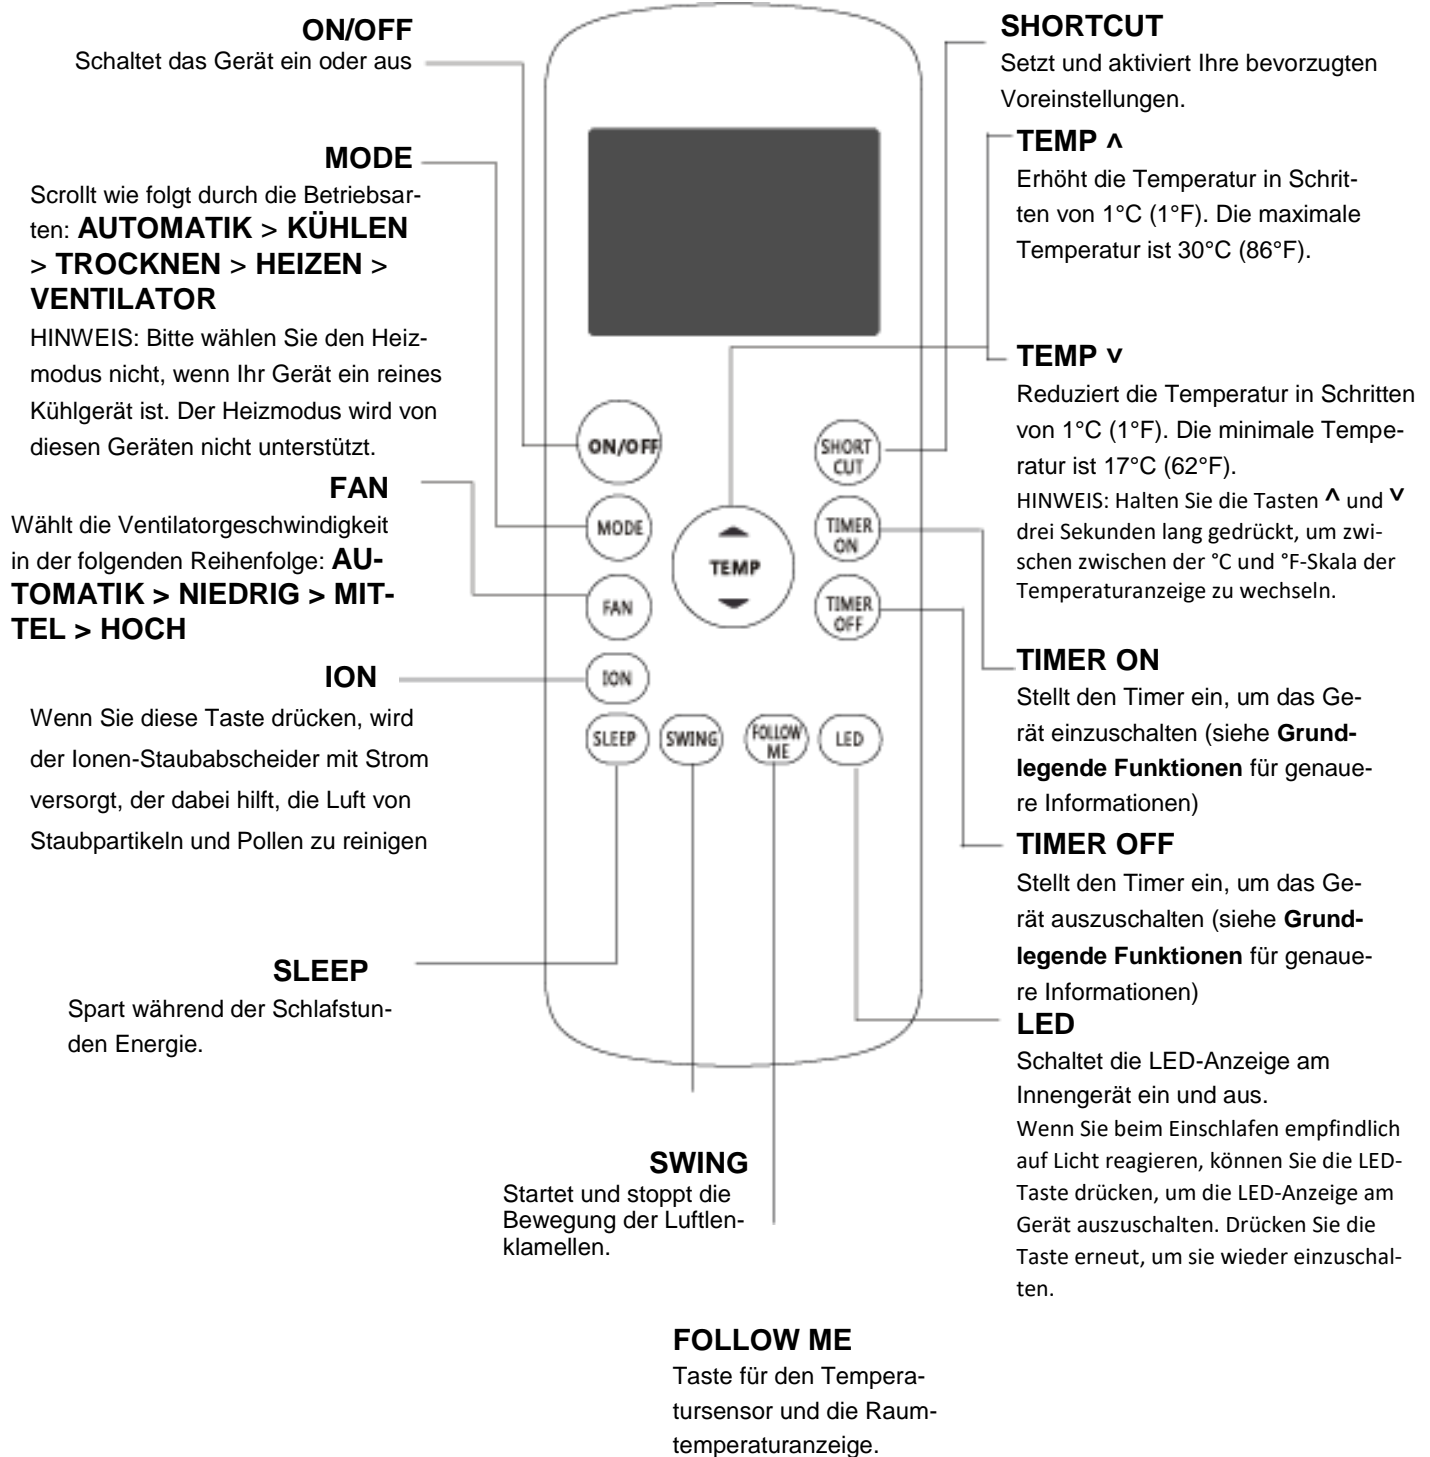 ON/OFF
Schaltet das Gerät ein oder aus
MODE
Scrollt wie folgt durch die Betriebsar-
ten: AUTOMATIK > KÜHLEN
> TROCKNEN > HEIZEN >
VENTILATOR
HINWEIS: Bitte wählen Sie den Heiz-
modus nicht, wenn Ihr Gerät ein reines
Kühlgerät ist. Der Heizmodus wird von
diesen Geräten nicht unterstützt.
FAN
Wählt die Ventilatorgeschwindigkeit
in der folgenden Reihenfolge: AU-
TOMATIK > NIEDRIG > MIT-
TEL > HOCH
ION
Wenn Sie diese Taste drücken, wird
der Ionen-Staubabscheider mit Strom
versorgt, der dabei hilft, die Luft von
Staubpartikeln und Pollen zu reinigen
SLEEP
Spart während der Schlafstun-
den Energie.
ON/OFF
MODE
FAN
ION
SLEEP
SWING
FOLLOW
ME
LED
TEMP
SHORT
CUT
TIMER
ON
TIMER
OFF
SWING
Startet und stoppt die
Bewegung der Luftlen-
klamellen.
FOLLOW ME
Taste für den Tempera-
tursensor und die Raum-
temperaturanzeige.
SHORTCUT
Setzt und aktiviert Ihre bevorzugten
Voreinstellungen.
TEMP ˄
Erhöht die Temperatur in Schrit-
ten von 1°C (1°F). Die maximale
Temperatur ist 30°C (86°F).
TEMP ˅
Reduziert die Temperatur in Schritten
von 1°C (1°F). Die minimale Tempe-
ratur ist 17°C (62°F).
HINWEIS: Halten Sie die Tasten ˄ und ˅
drei Sekunden lang gedrückt, um zwi-
schen zwischen der °C und °F-Skala der
Temperaturanzeige zu wechseln.
TIMER ON
Stellt den Timer ein, um das Ge-
rät einzuschalten (siehe Grund-
legende Funktionen für genaue-
re Informationen)
TIMER OFF
Stellt den Timer ein, um das Ge-
rät auszuschalten (siehe Grund-
legende Funktionen für genaue-
re Informationen)
LED
Schaltet die LED-Anzeige am
Innengerät ein und aus.
Wenn Sie beim Einschlafen empfindlich
auf Licht reagieren, können Sie die LED-
Taste drücken, um die LED-Anzeige am
Gerät auszuschalten. Drücken Sie die
Taste erneut, um sie wieder einzuschal-
ten.